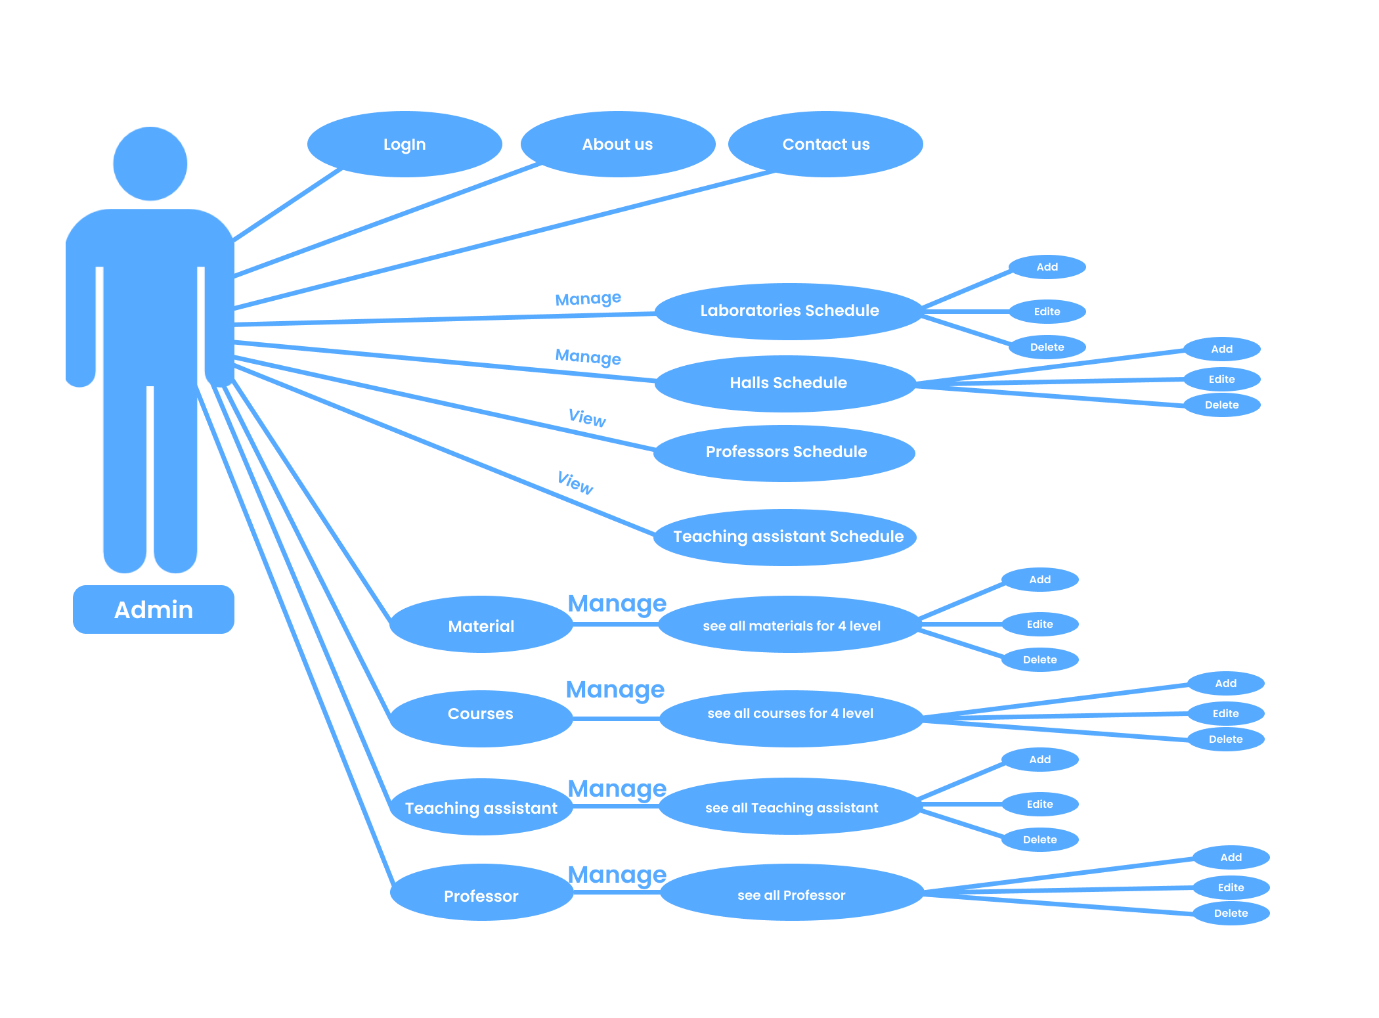 LogIn
About us
Contact us
Manage
Laboratories Schedule
Add
Edite
Delete
Manage
Halls Schedule
Add
Edite
Delete
View
Professors Schedule
View
Teaching assistant Schedule
Admin
Material
Manage
see all materials for 4 level
Add
Edite
Delete
Courses
Manage
see all courses for 4 level
Add
Edite
Delete
Teaching assistant
Manage
see all Teaching assistant
Add
Edite
Delete
Professor
Manage
see all Professor
Add
Edite
Delete